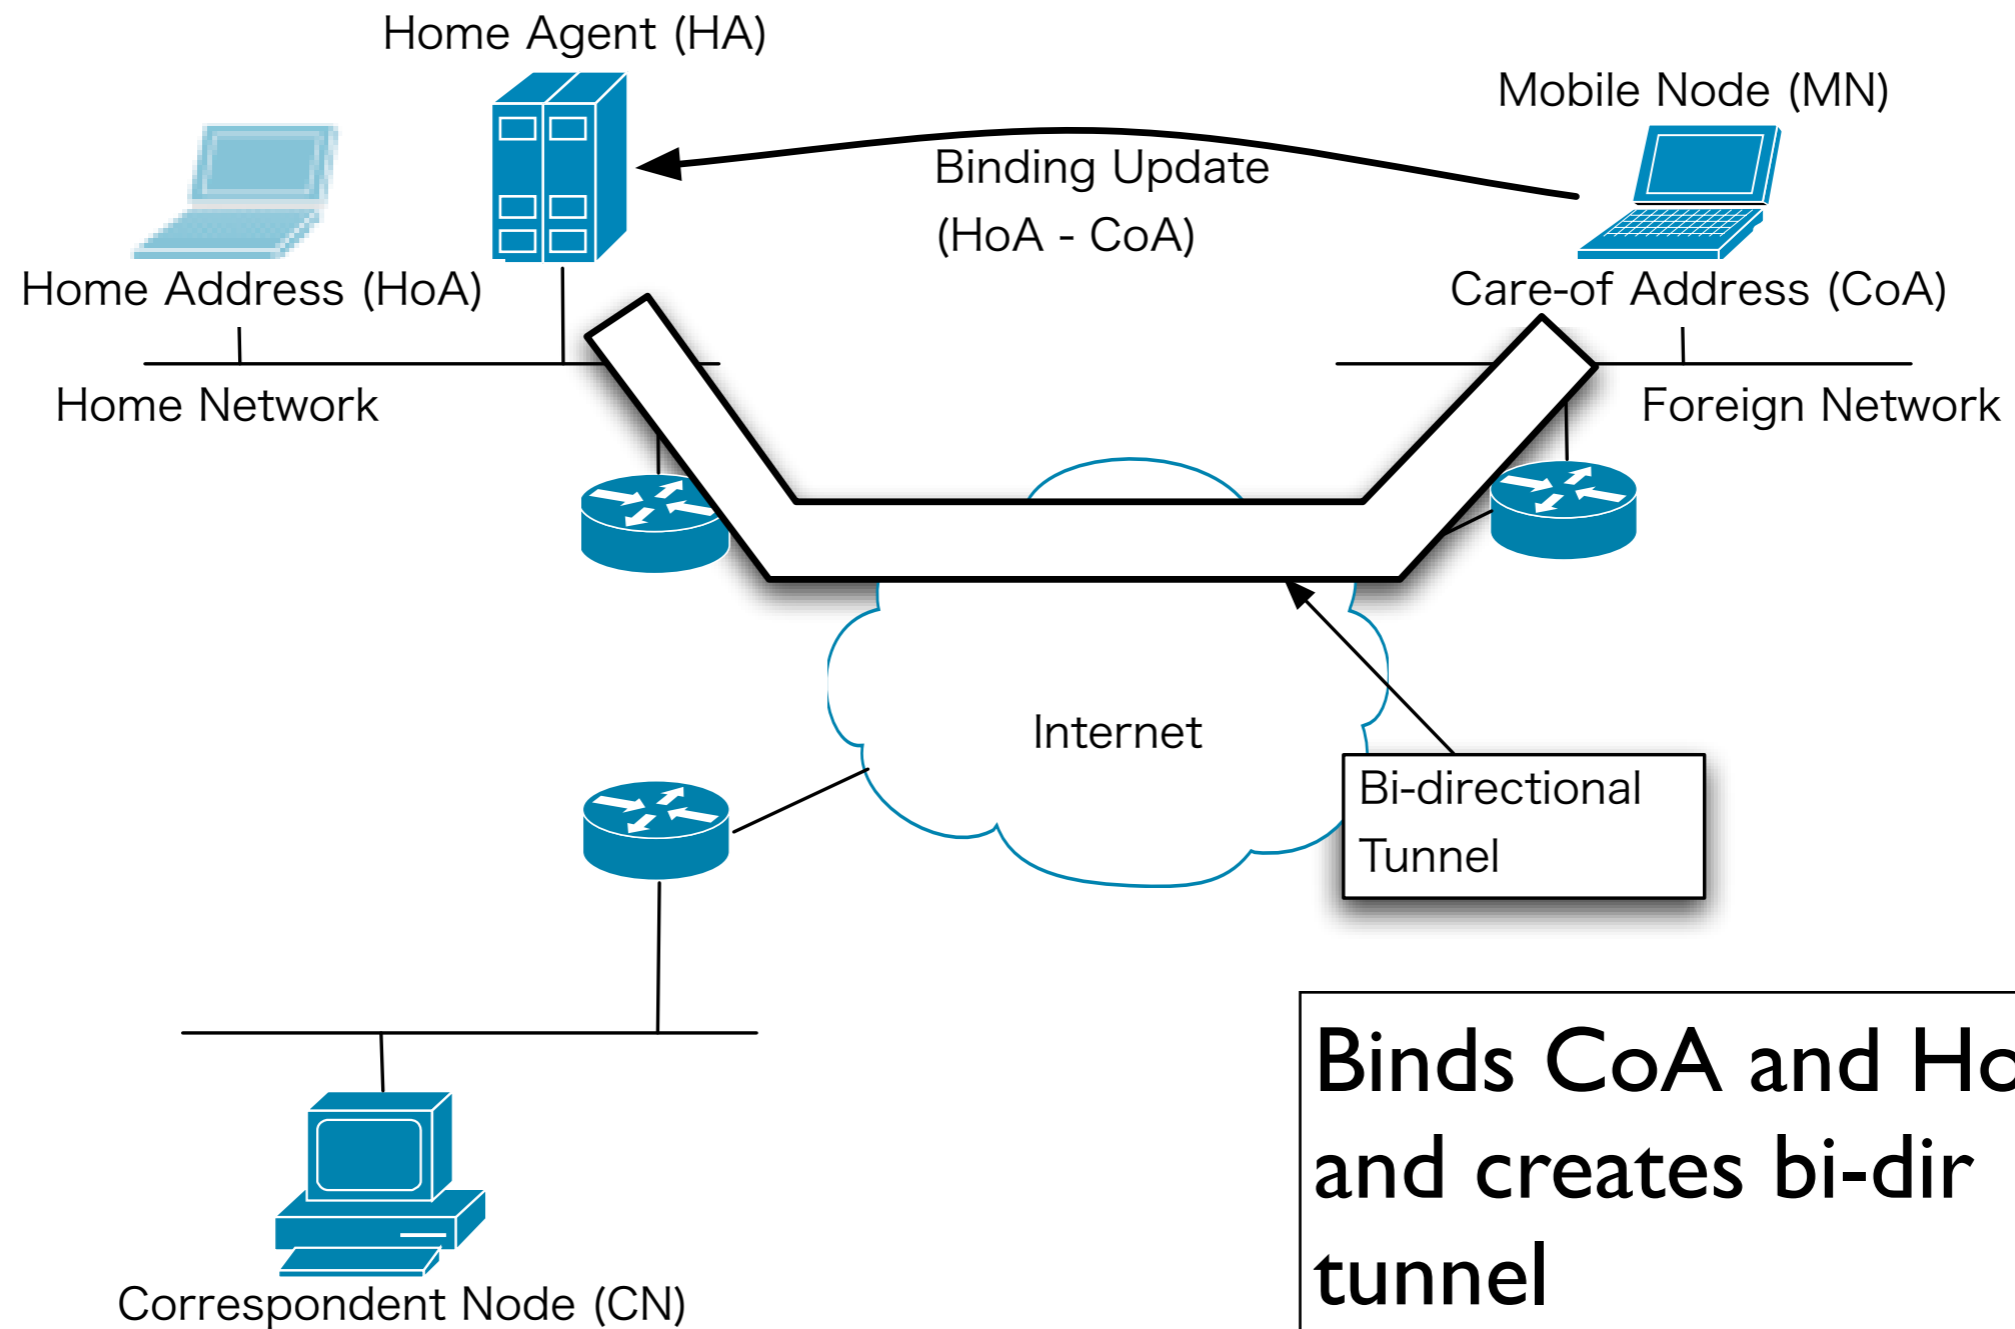 Home Agent (HA)
Mobile Node (MN)
Binding Update
(HoA - CoA)
Home Address (HoA)
Care-of Address (CoA)
Home Network
Foreign Network
Internet
Bi-directional
Tunnel
Binds CoA and Ho
and creates bi-dir
tunnel
Correspondent Node (CN)